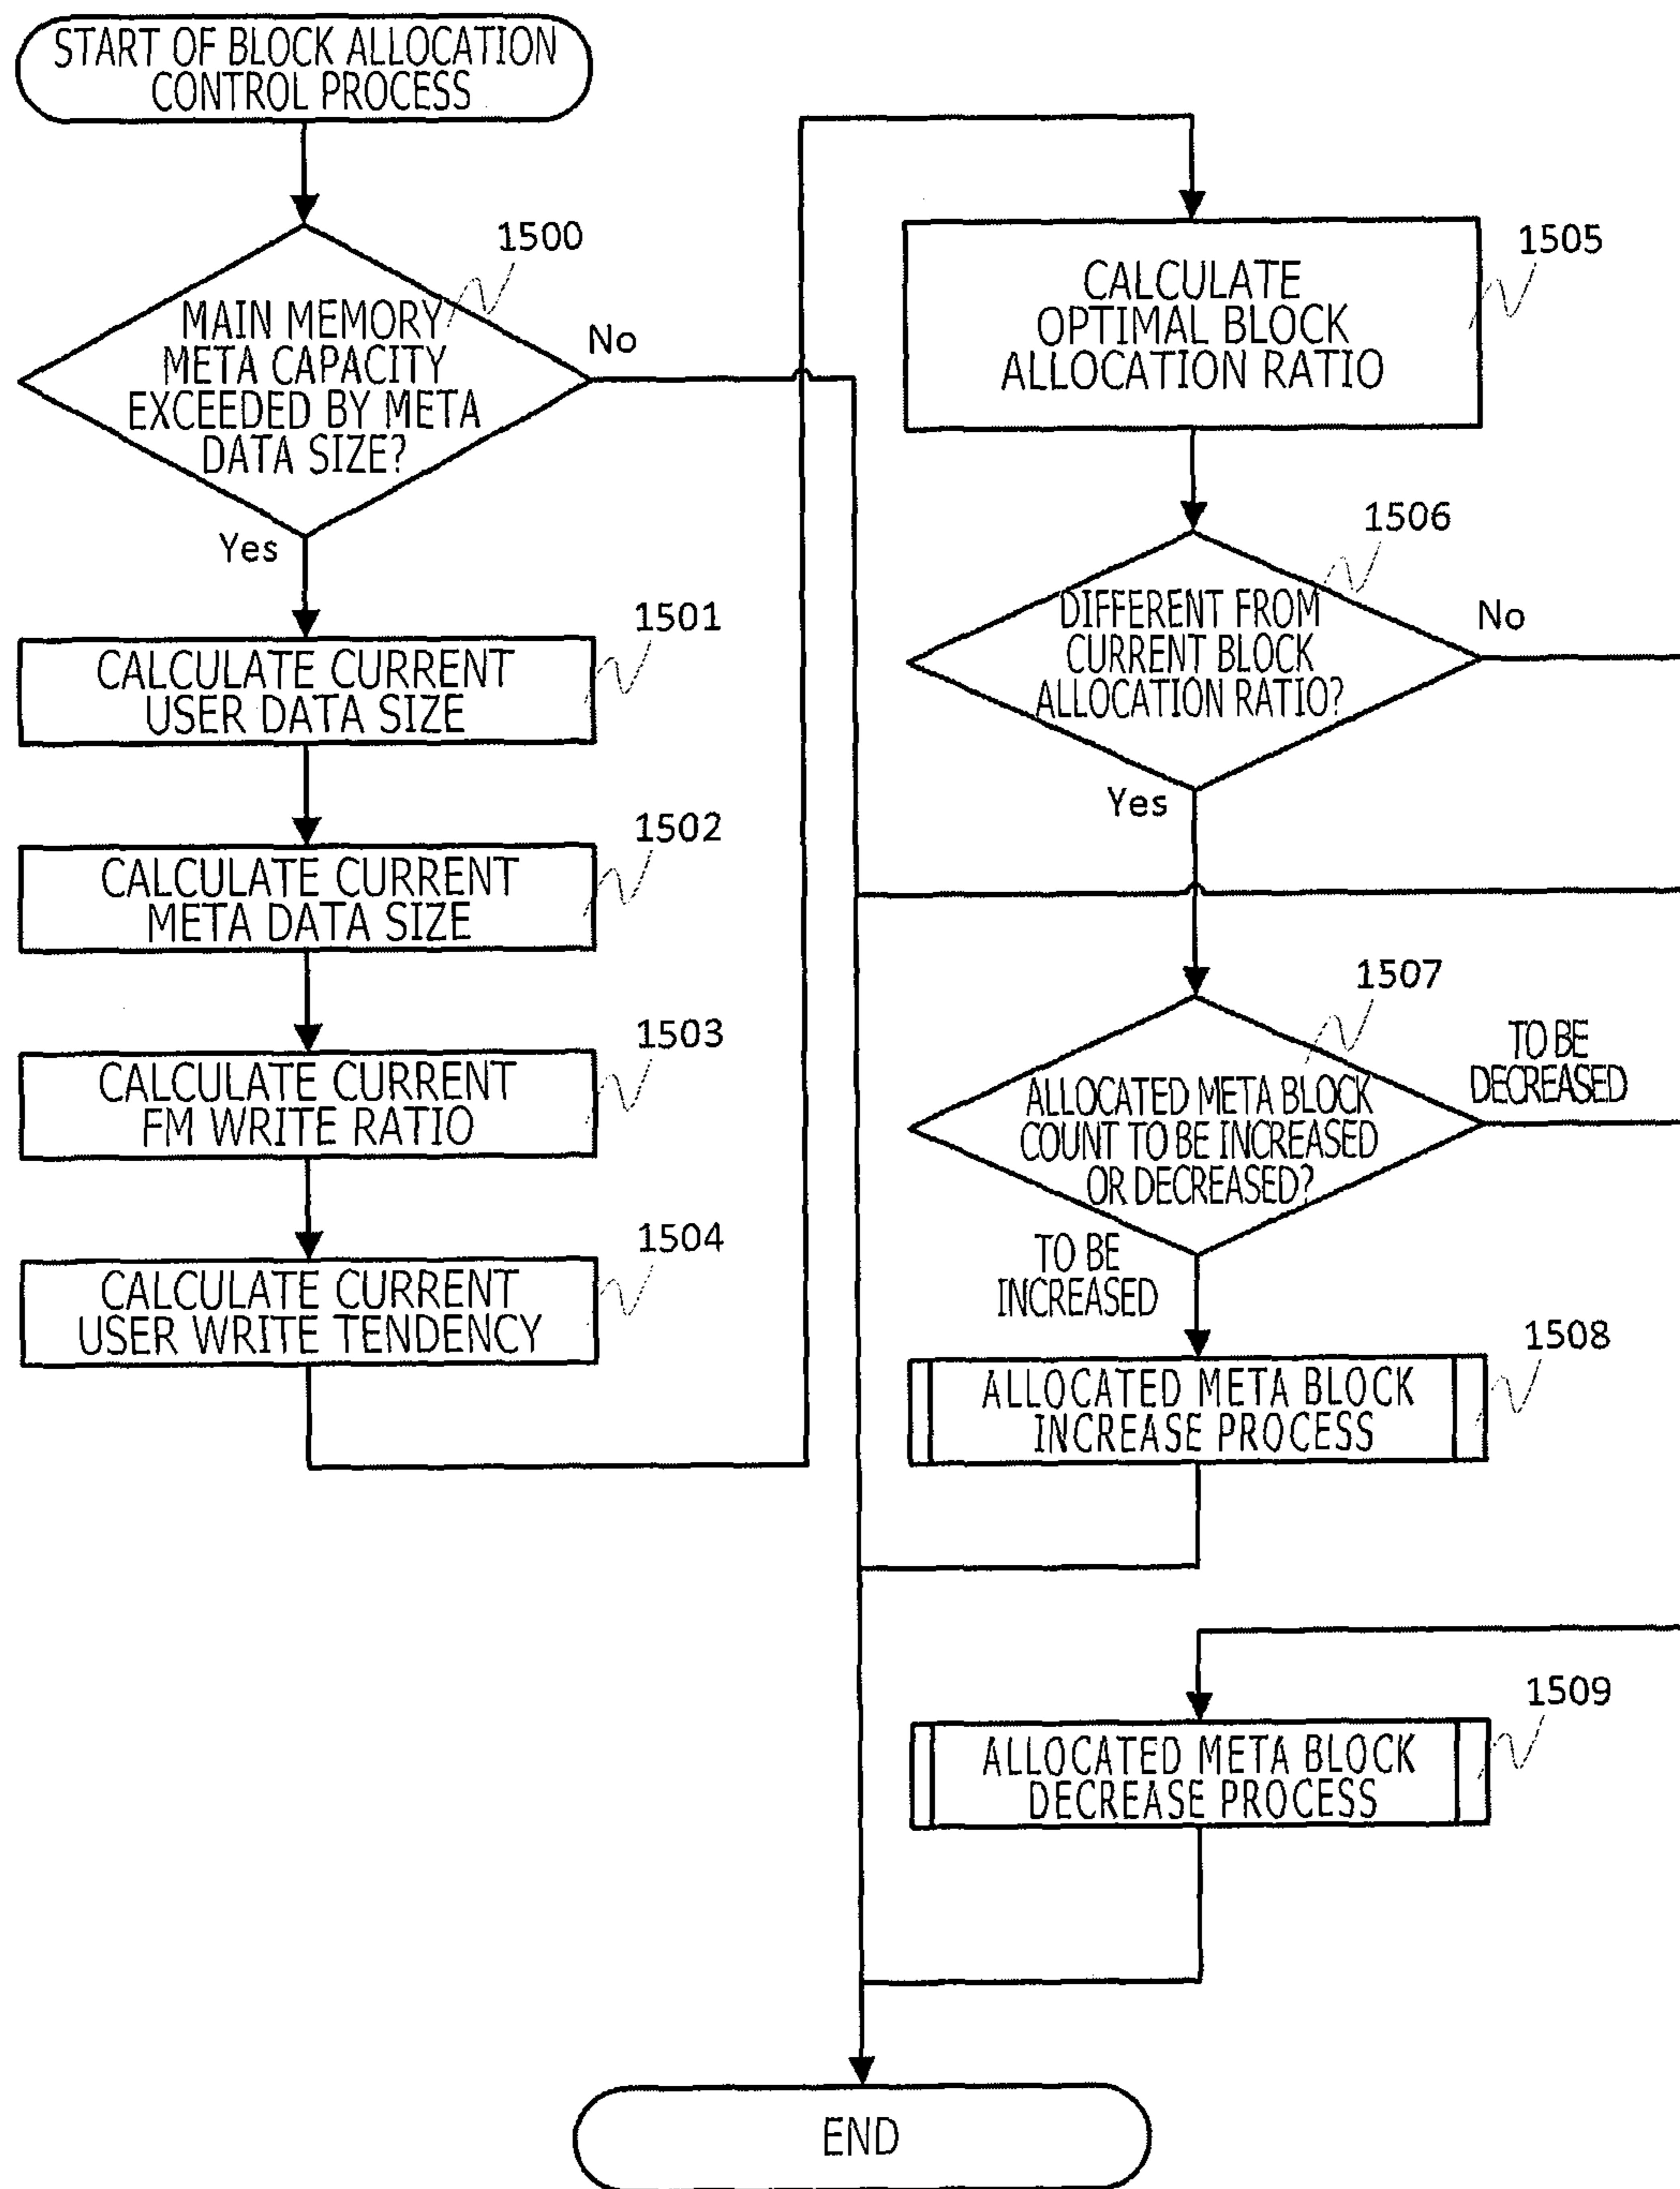 START OF BLOCK ALLOCATION
CONTROL PROCESS
1500
MAIN MEMORY
META CAPACITY
EXCEEDED BY META
DATA SIZE?
No
Yes
1501
CALCULATE CURRENT
USER DATA SIZE
1502
CALCULATE CURRENT
META DATA SIZE
1503
CALCULATE CURRENT
FM WRITE RATIO
1504
CALCULATE CURRENT
USER WRITE TENDENCY
1505
CALCULATE
OPTIMAL BLOCK
ALLOCATION RATIO
1506
DIFFERENT FROM
CURRENT BLOCK
ALLOCATION RATIO?
No
Yes
1507
ALLOCATED META BLOCK
COUNT TO BE INCREASED
OR DECREASED?
TO BE
DECREASED
TO BE
INCREASED
1508
ALLOCATED META BLOCK
INCREASE PROCESS
1509
ALLOCATED META BLOCK
DECREASE PROCESS
END